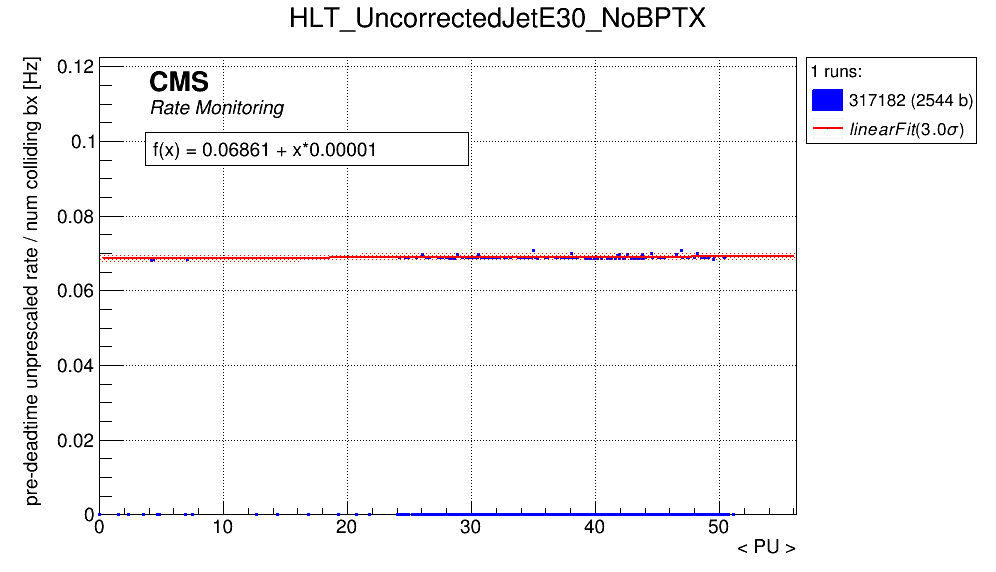 HLT_UncorrectedJetE30_NoBPTX
pre-deadtime unprescaled rate / num colliding bx [Hz]
0.12
0.1
0.08
0.06
0.04
0.02
0
CMS
Rate Monitoring
f(x) = 0.06861 + x*0.00001
0 10 20 30 40 50
< PU >
1 runs:
317182 (2544 b)
linearFit(3.0σ)